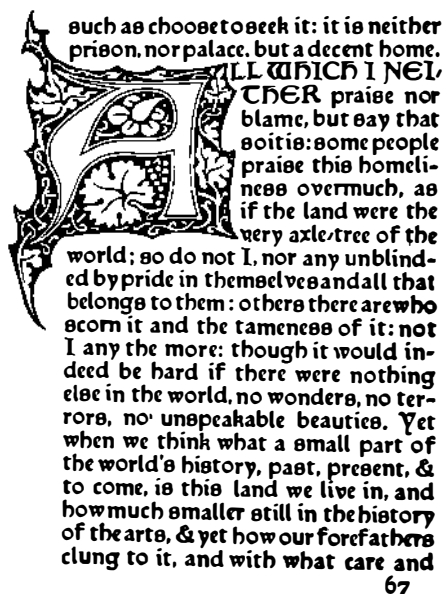 such as choose to seek it: it is neither
prison, nor palace, but a decent home.
ALL WHICH I NEI-
THER praise nor
blame, but say that
so it is: some people
praise this homeli-
ness overmuch, as
if the land were the
very axle-tree of the
world; so do not I, nor any unblind-
ed by pride in themselves and all that
belongs to them: others there are who
scorn it and the tameness of it: not
I any the more: though it would in-
deed be hard if there were nothing
else in the world, no wonders, no ter-
rors, no unspeakable beauties. Yet
when we think what a small part of
the world's history, past, present, &
to come, is this land we live in, and
how much smaller still in the history
of the arts, & yet how our forefathers
clung to it, and with what care and
67